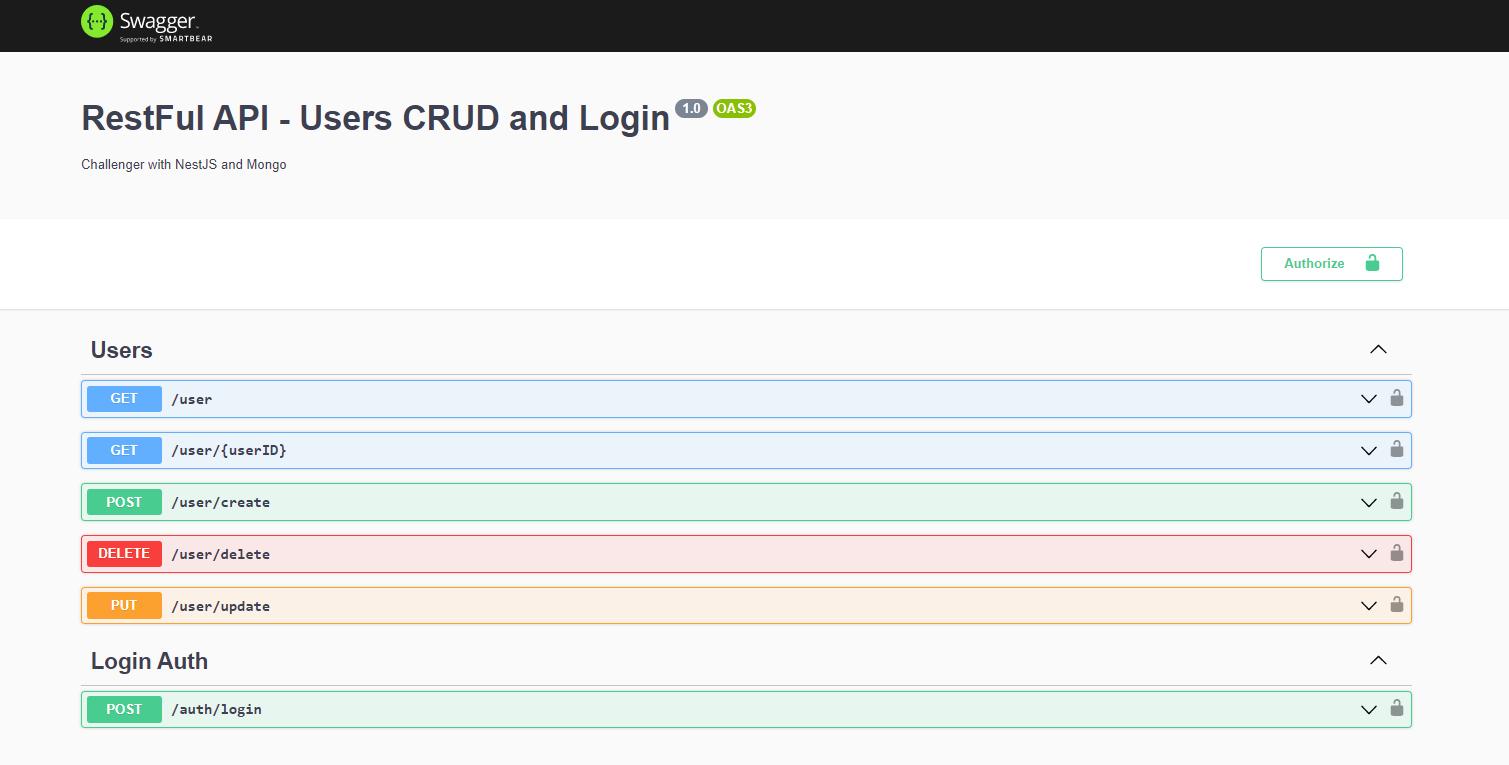 Swagger
Supported by SMARTBEAR
RestFul API - Users CRUD and Login 1.0 OAS3
Challenger with NestJS and Mongo
Authorize
Users
GET /user
GET /user/{userID}
POST /user/create
DELETE /user/delete
PUT /user/update
Login Auth
POST /auth/login